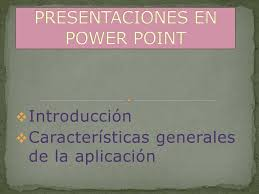 PRESENTACIONES EN
POWER POINT
Introducción
Características generales
de la aplicación